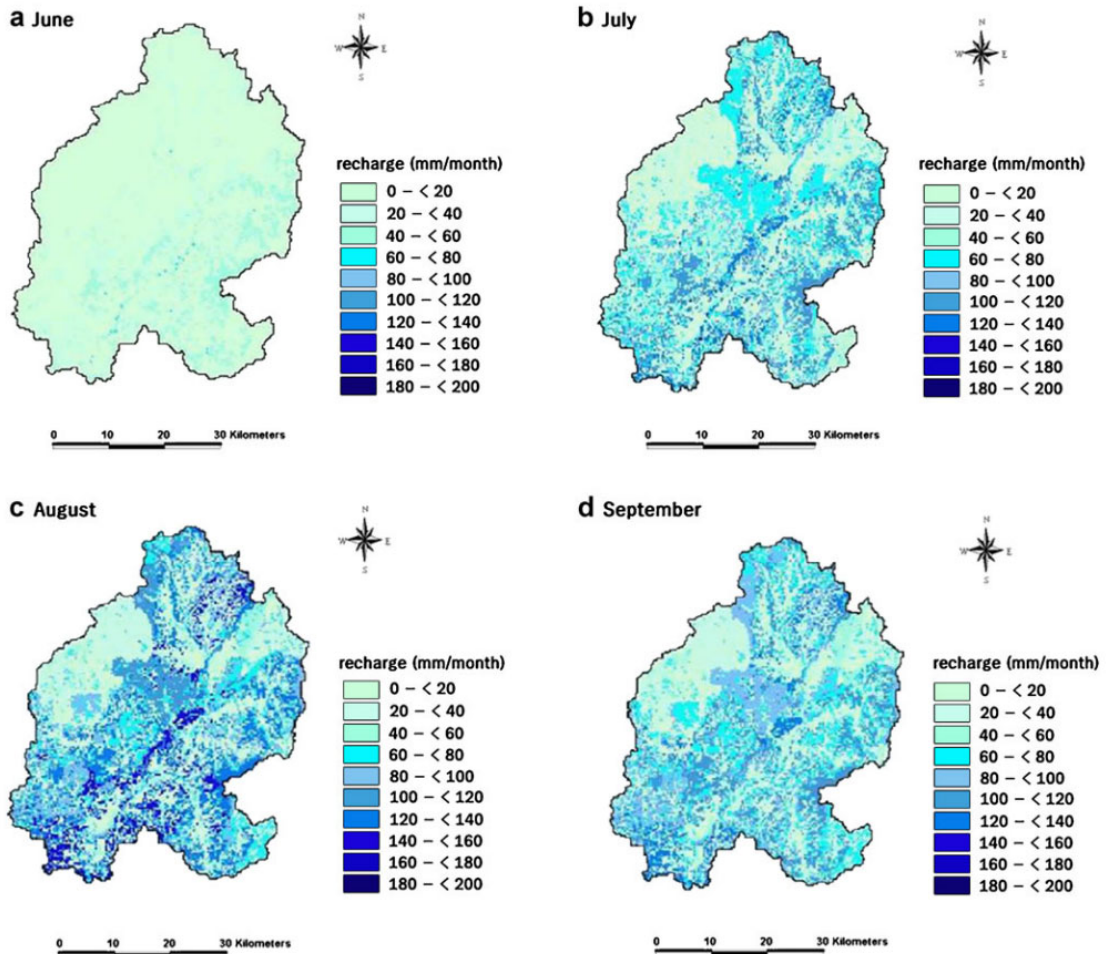 a June
N
W E
S
recharge (mm/month)
0 – < 20
20 – < 40
40 – < 60
60 – < 80
80 – < 100
100 – < 120
120 – < 140
140 – < 160
160 – < 180
180 – < 200
0 10 20 30 Kilometers
b July
N
W E
S
recharge (mm/month)
0 – < 20
20 – < 40
40 – < 60
60 – < 80
80 – < 100
100 – < 120
120 – < 140
140 – < 160
160 – < 180
180 – < 200
0 10 20 30 Kilometers
c August
N
W E
S
recharge (mm/month)
0 – < 20
20 – < 40
40 – < 60
60 – < 80
80 – < 100
100 – < 120
120 – < 140
140 – < 160
160 – < 180
180 – < 200
0 10 20 30 Kilometers
d September
N
W E
S
recharge (mm/month)
0 – < 20
20 – < 40
40 – < 60
60 – < 80
80 – < 100
100 – < 120
120 – < 140
140 – < 160
160 – < 180
180 – < 200
0 10 20 30 Kilometers